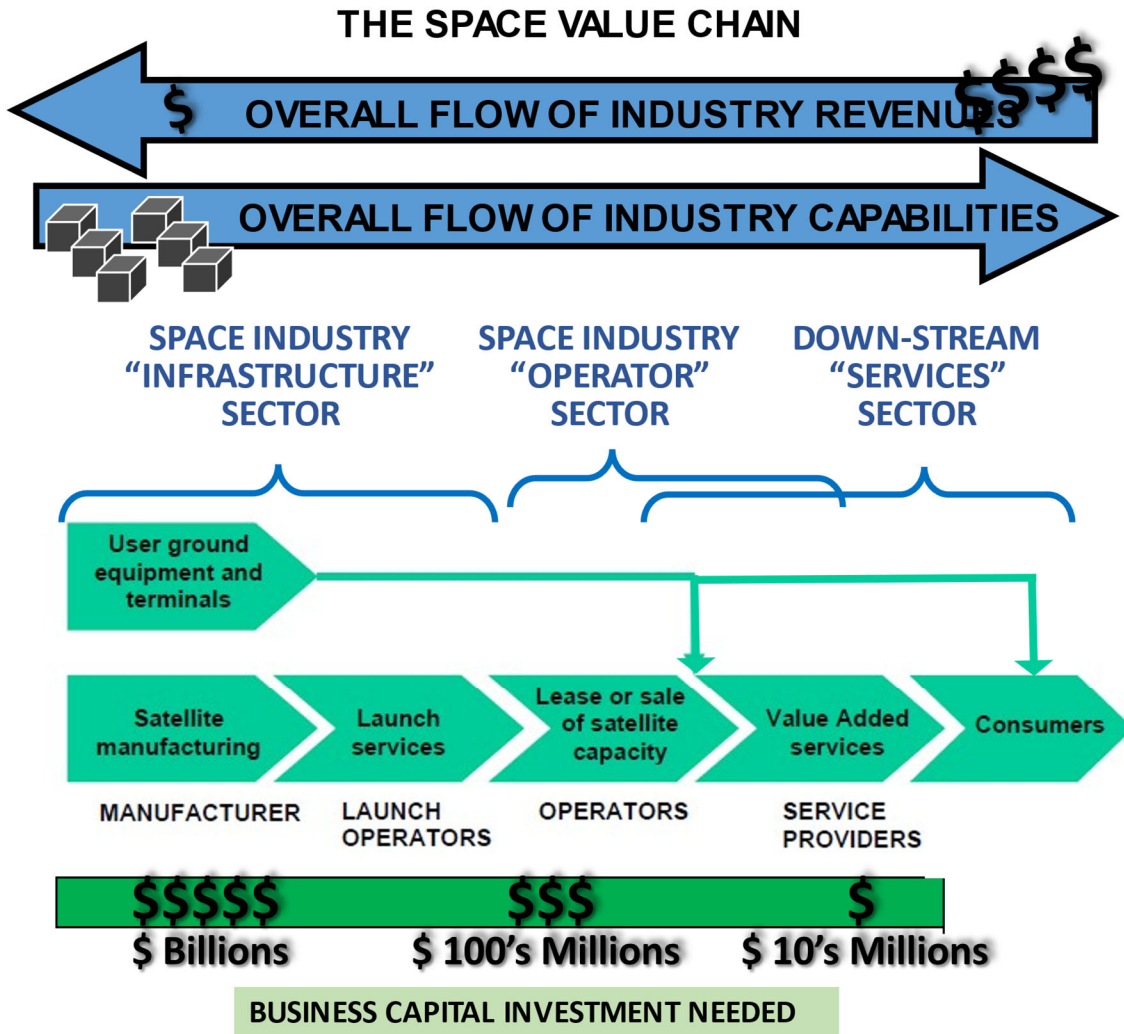 THE SPACE VALUE CHAIN
$$$$
$
OVERALL FLOW OF INDUSTRY REVENUES
OVERALL FLOW OF INDUSTRY CAPABILITIES
SPACE INDUSTRY
“INFRASTRUCTURE”
SECTOR
SPACE INDUSTRY
“OPERATOR”
SECTOR
DOWN-STREAM
“SERVICES”
SECTOR
User ground
equipment and
terminals
Satellite
manufacturing
Launch
services
Lease or sale
of satellite
capacity
Value Added
services
Consumers
MANUFACTURER
LAUNCH
OPERATORS
OPERATORS
SERVICE
PROVIDERS
$$$$$
$$$
$
$ Billions
$ 100's Millions
$ 10's Millions
BUSINESS CAPITAL INVESTMENT NEEDED